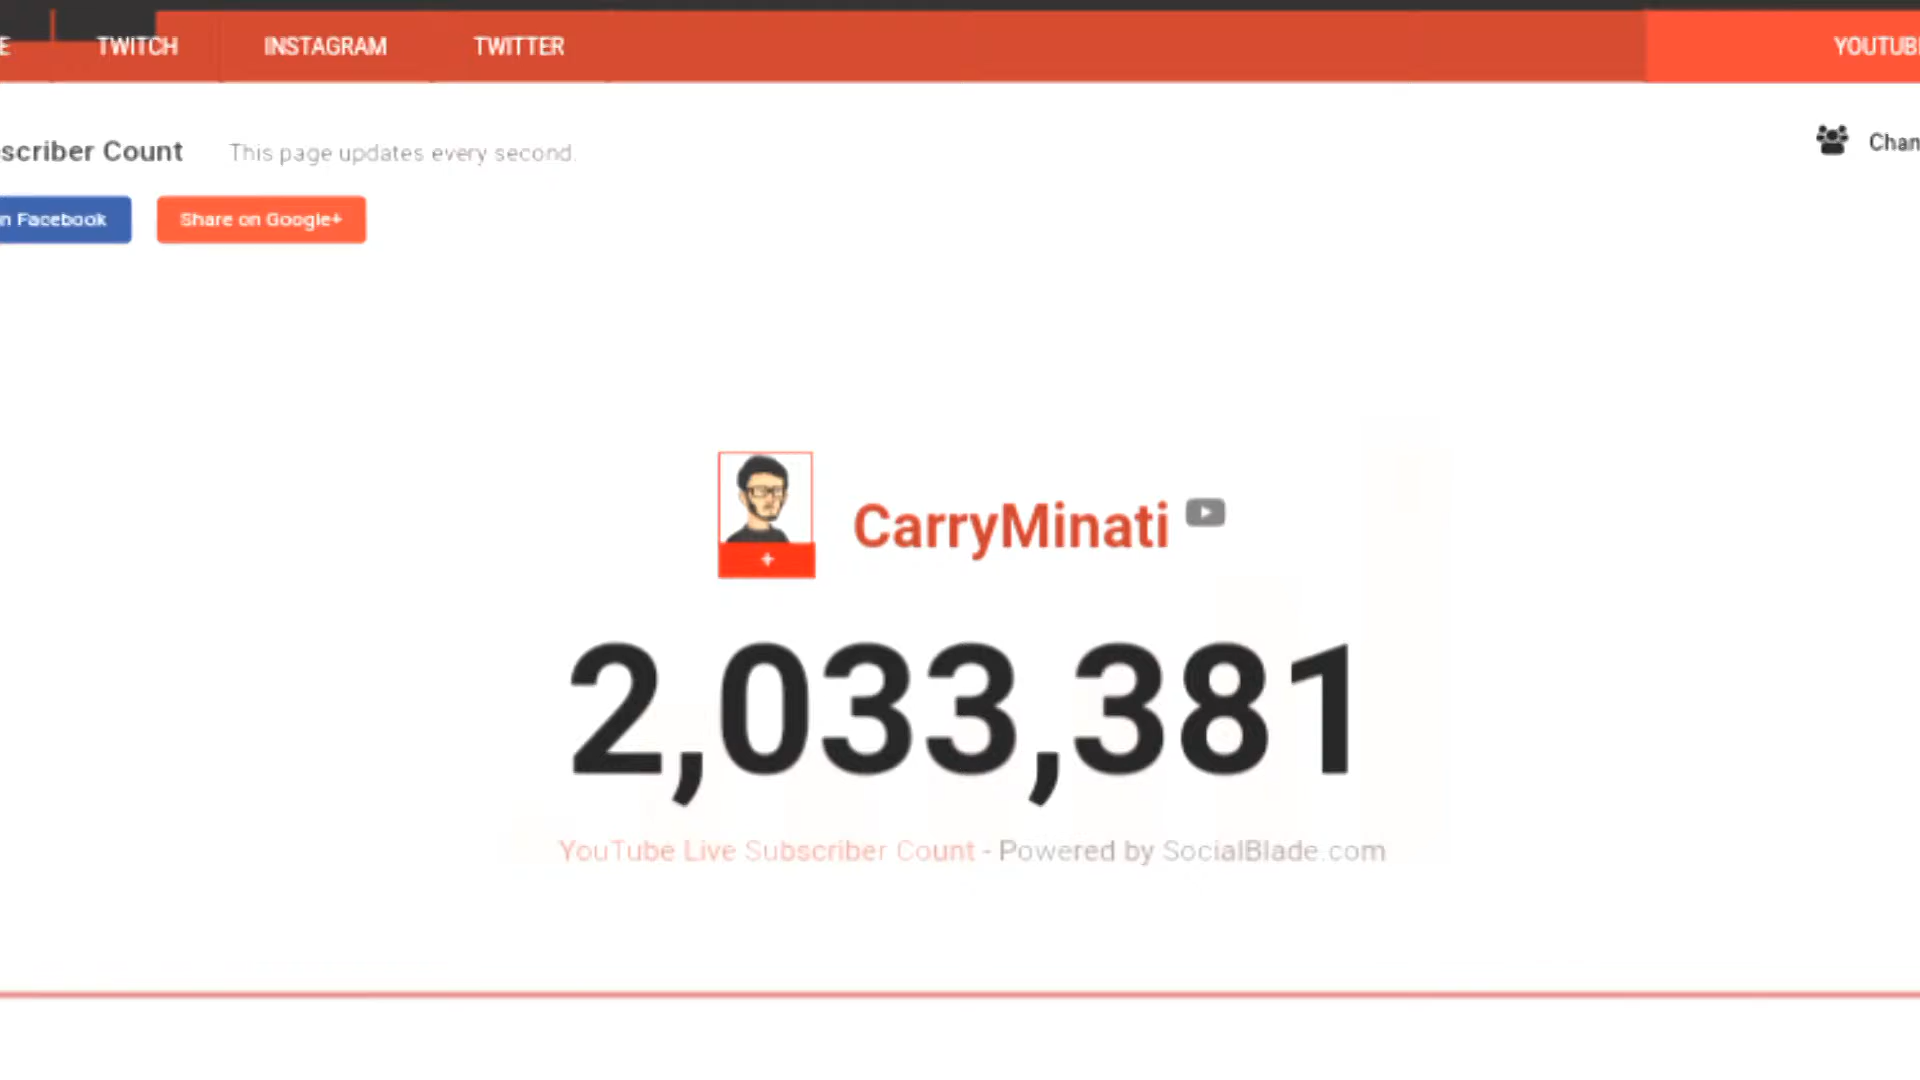 E TWITCH INSTAGRAM TWITTER YOUTUB
scriber Count This page updates every second.
Chan
n Facebook Share on Google+
CarryMinati
2,033,381
YouTube Live Subscriber Count - Powered by SocialBlade.com